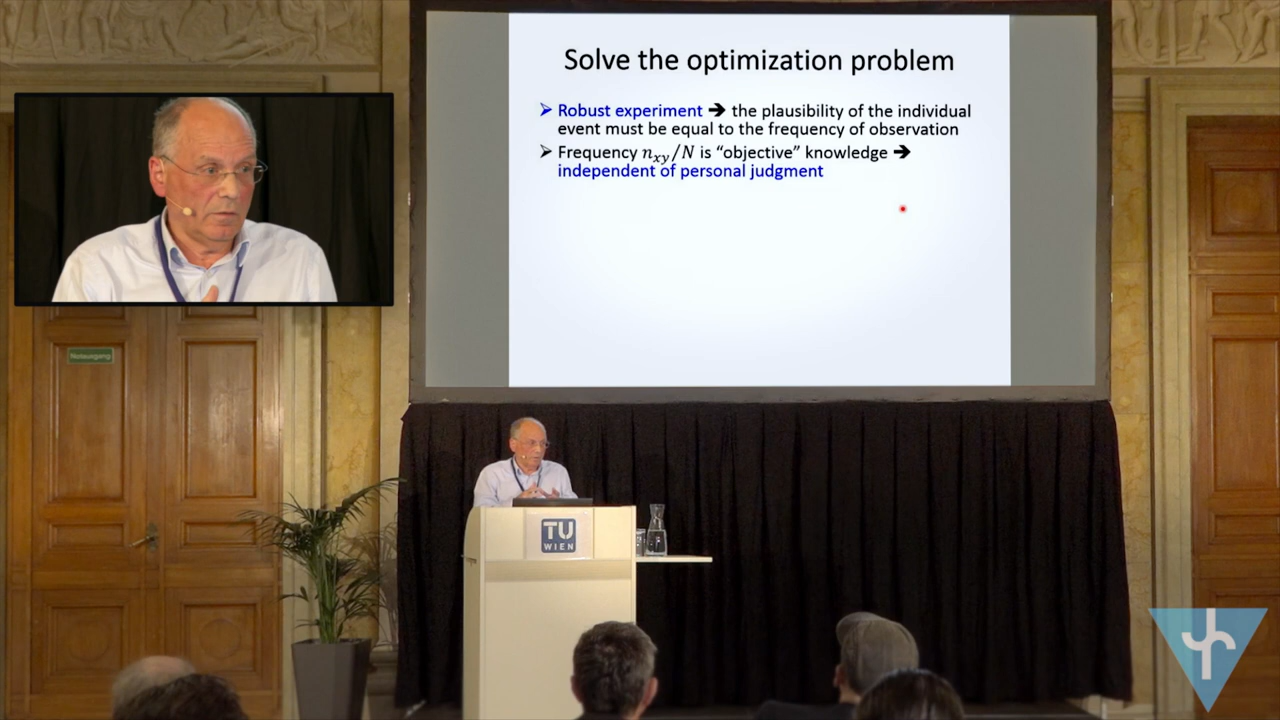 Solve the optimization problem
➢ Robust experiment ➔ the plausibility of the individual
event must be equal to the frequency of observation
➢ Frequency n_xy/N is “objective” knowledge ➔
independent of personal judgment
Notausgang
TU
WIEN